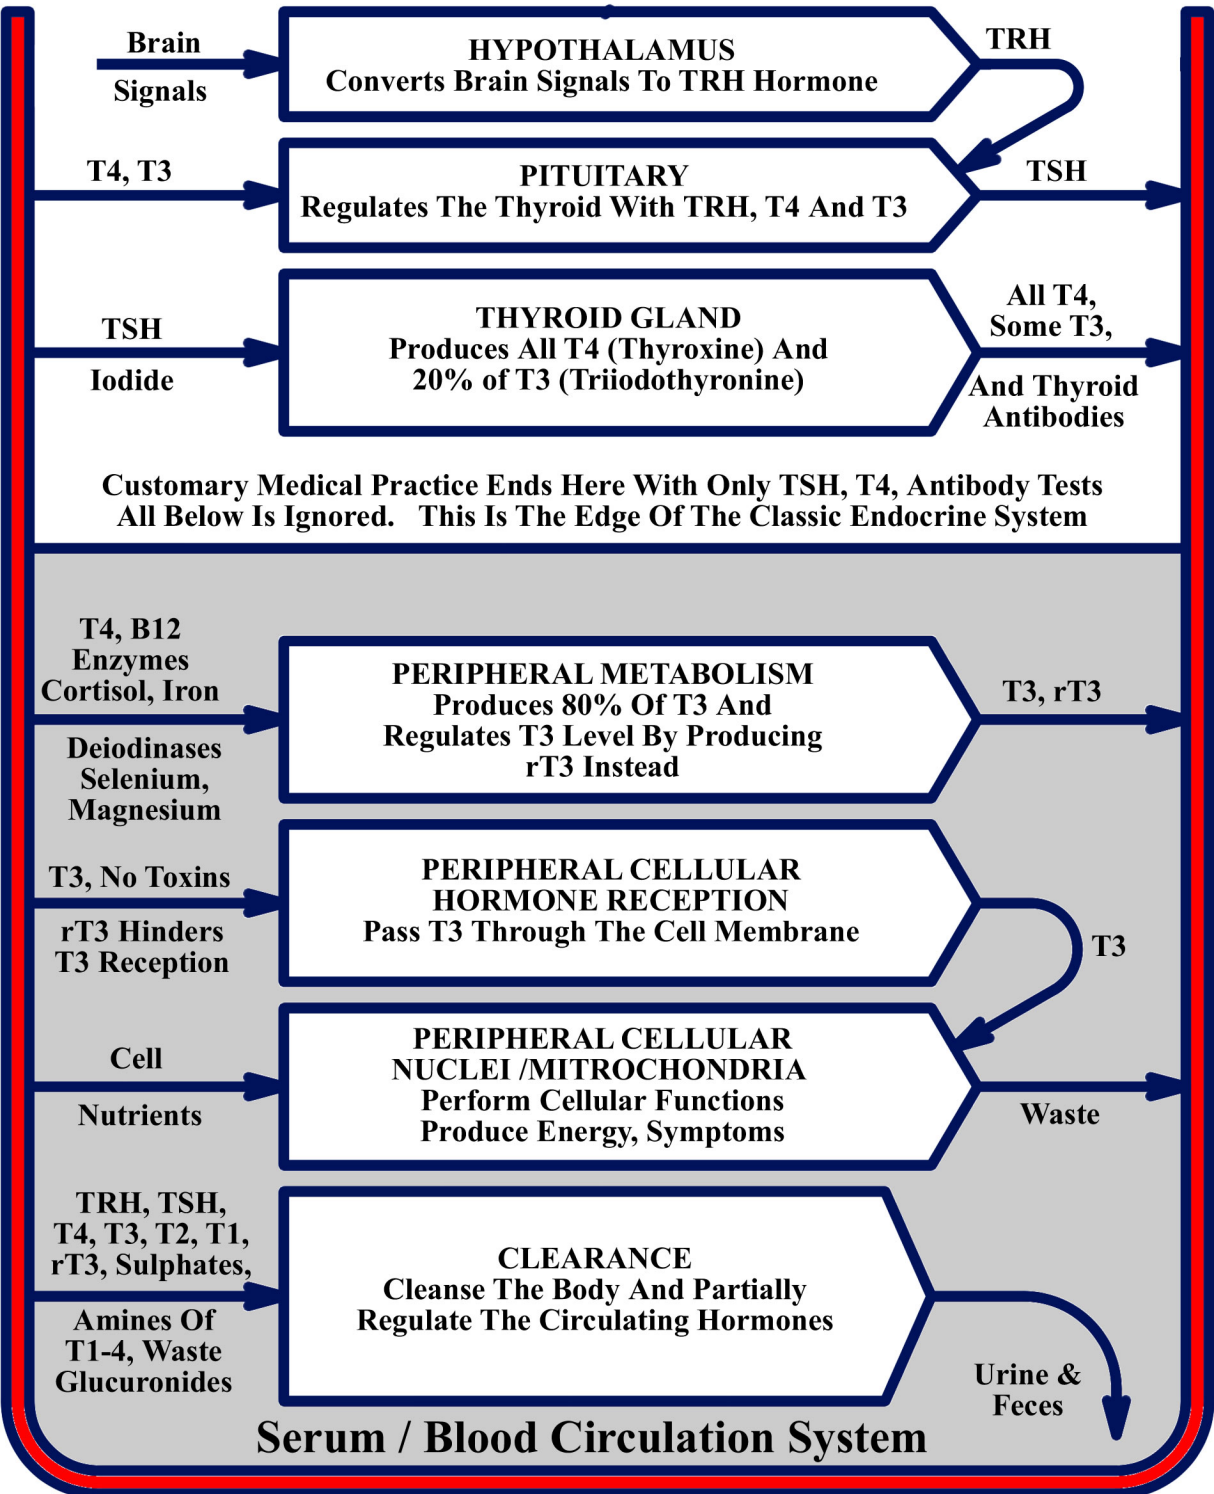 Brain
Signals
HYPOTHALAMUS
Converts Brain Signals To TRH Hormone
TRH
T4, T3
PITUITARY
Regulates The Thyroid With TRH, T4 And T3
TSH
TSH
Iodide
THYROID GLAND
Produces All T4 (Thyroxine) And
20% of T3 (Triiodothyronine)
All T4,
Some T3,
And Thyroid
Antibodies
Customary Medical Practice Ends Here With Only TSH, T4, Antibody Tests
All Below Is Ignored. This Is The Edge Of The Classic Endocrine System
T4, B12
Enzymes
Cortisol, Iron
Deiodinases
Selenium,
Magnesium
PERIPHERAL METABOLISM
Produces 80% Of T3 And
Regulates T3 Level By Producing
rT3 Instead
T3, rT3
T3, No Toxins
rT3 Hinders
T3 Reception
PERIPHERAL CELLULAR
HORMONE RECEPTION
Pass T3 Through The Cell Membrane
T3
Cell
Nutrients
PERIPHERAL CELLULAR
NUCLEI /MITROCHONDRIA
Perform Cellular Functions
Produce Energy, Symptoms
Waste
TRH, TSH,
T4, T3, T2, T1,
rT3, Sulphates,
Amines Of
T1-4, Waste
Glucuronides
CLEARANCE
Cleanse The Body And Partially
Regulate The Circulating Hormones
Urine &
Feces
Serum / Blood Circulation System